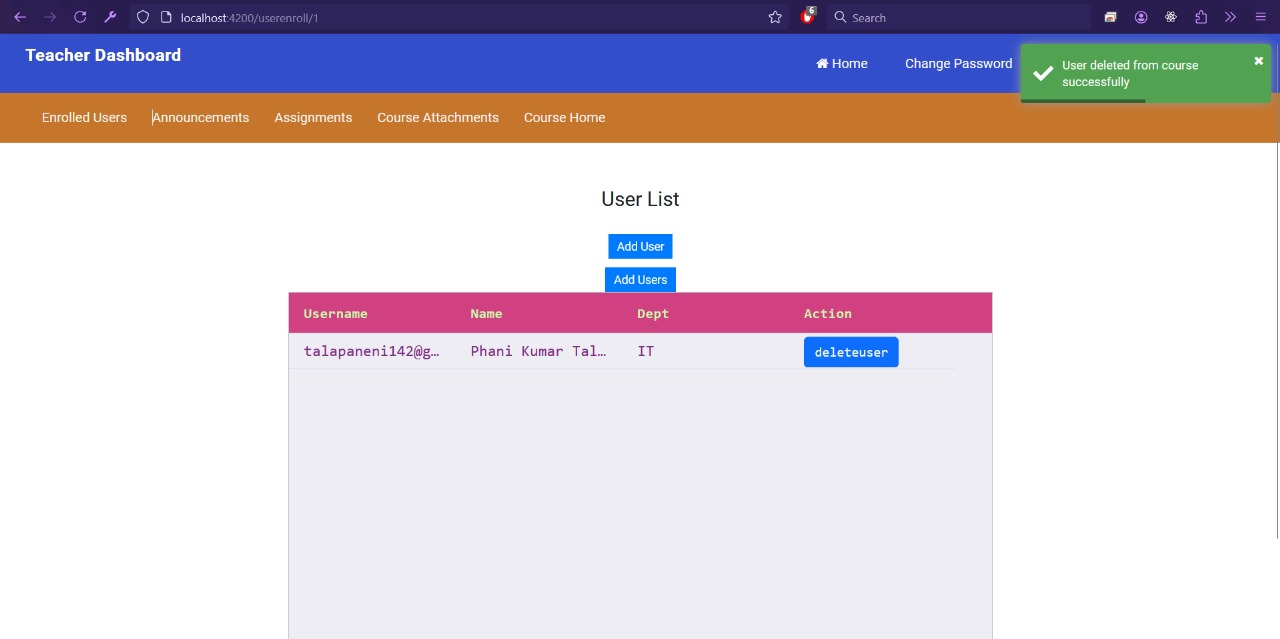 localhost:4200/userenroll/1
6
Search
Teacher Dashboard
Home
Change Password
User deleted from course
successfully
Enrolled Users
Announcements
Assignments
Course Attachments
Course Home
User List
Add User
Add Users
Username Name Dept Action
talapaneni142@g… Phani Kumar Tal… IT deleteuser